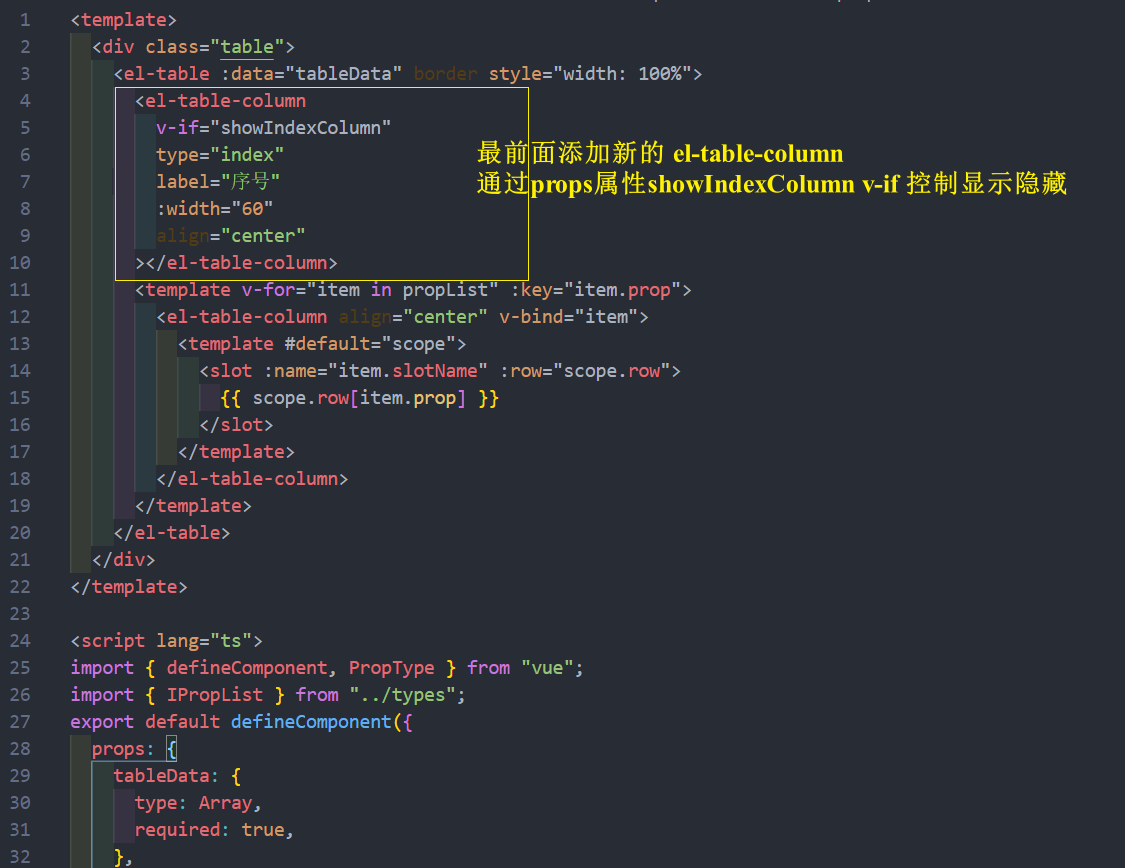 1 <template>
2 <div class="table">
3 <el-table :data="tableData" border style="width: 100%">
4 <el-table-column
5 v-if="showIndexColumn"
6 type="index"
最前面添加新的 el-table-column
7 label="序号"
通过props属性showIndexColumn v-if 控制显示隐藏
8 :width="60"
9 align="center"
10 ></el-table-column>
11 <template v-for="item in propList" :key="item.prop">
12 <el-table-column align="center" v-bind="item">
13 <template #default="scope">
14 <slot :name="item.slotName" :row="scope.row">
15 {{ scope.row[item.prop] }}
16 </slot>
17 </template>
18 </el-table-column>
19 </template>
20 </el-table>
21 </div>
22 </template>
23
24 <script lang="ts">
25 import { defineComponent, PropType } from "vue";
26 import { IPropList } from "../types";
27 export default defineComponent({
28 props: {
29 tableData: {
30 type: Array,
31 required: true,
32 },